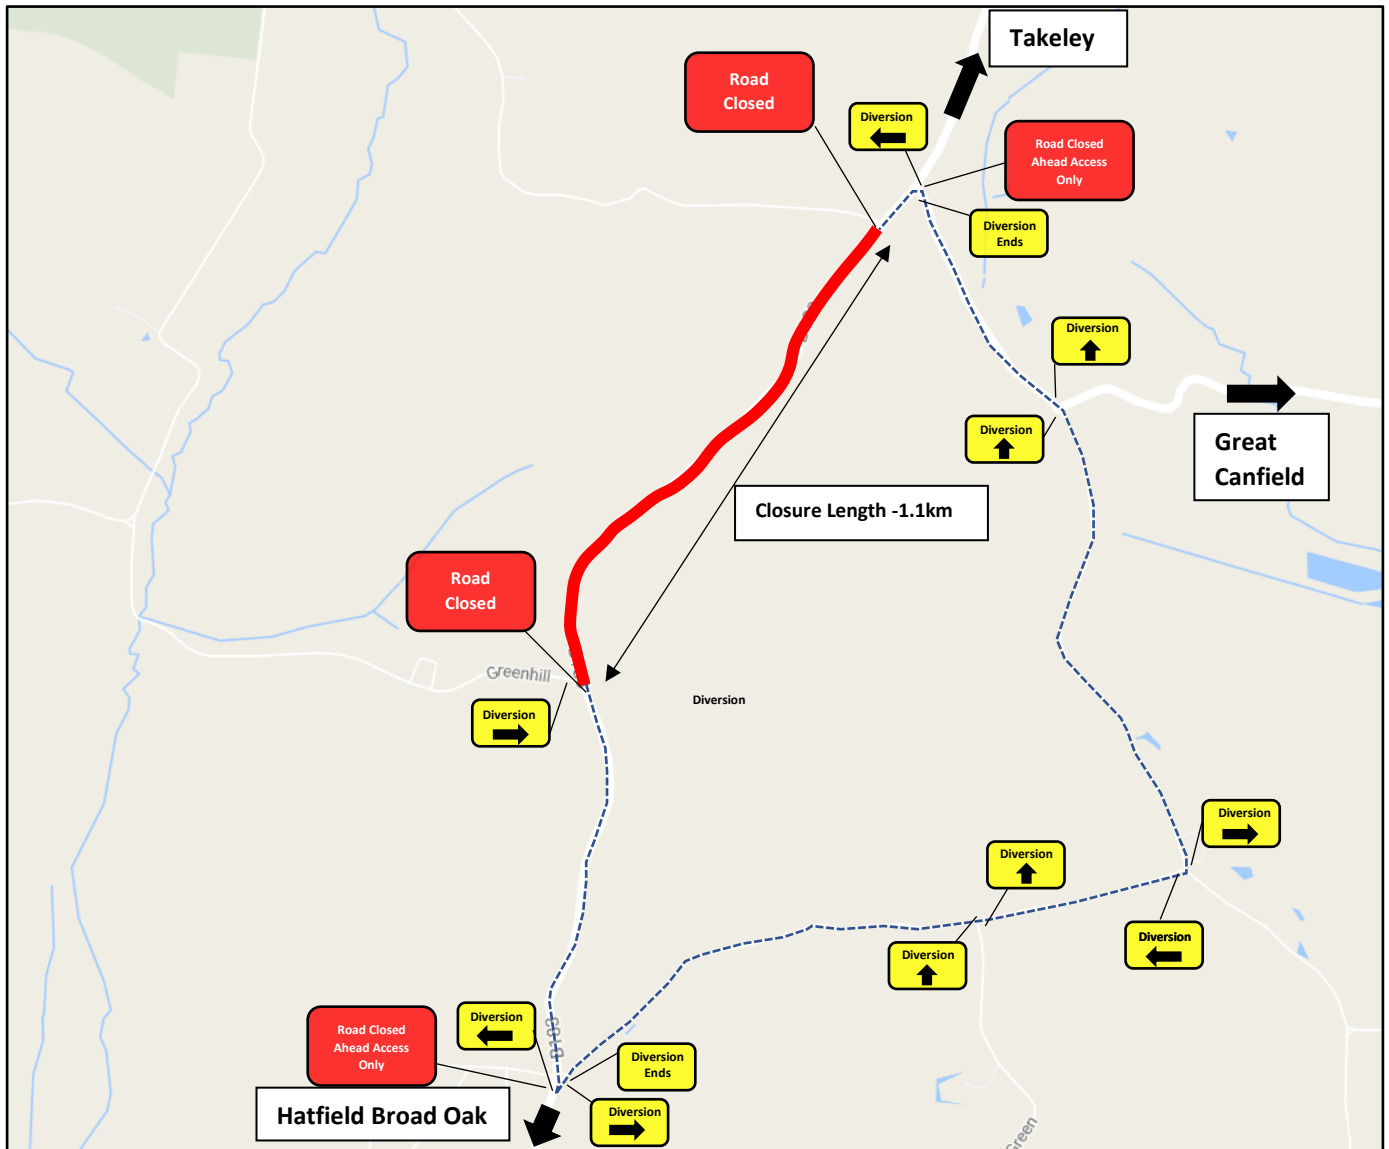 Takeley
Road
Closed
Diversion
Road Closed
Ahead Access
Only
Diversion
Ends
Diversion
Diversion
Great
Canfield
Closure Length -1.1km
Road
Closed
Greenhill
Diversion
Diversion
Diversion
Diversion
Diversion
Diversion
Diversion
Road Closed
Ahead Access
Only
B183
Diversion
Ends
Hatfield Broad Oak
Diversion
Green